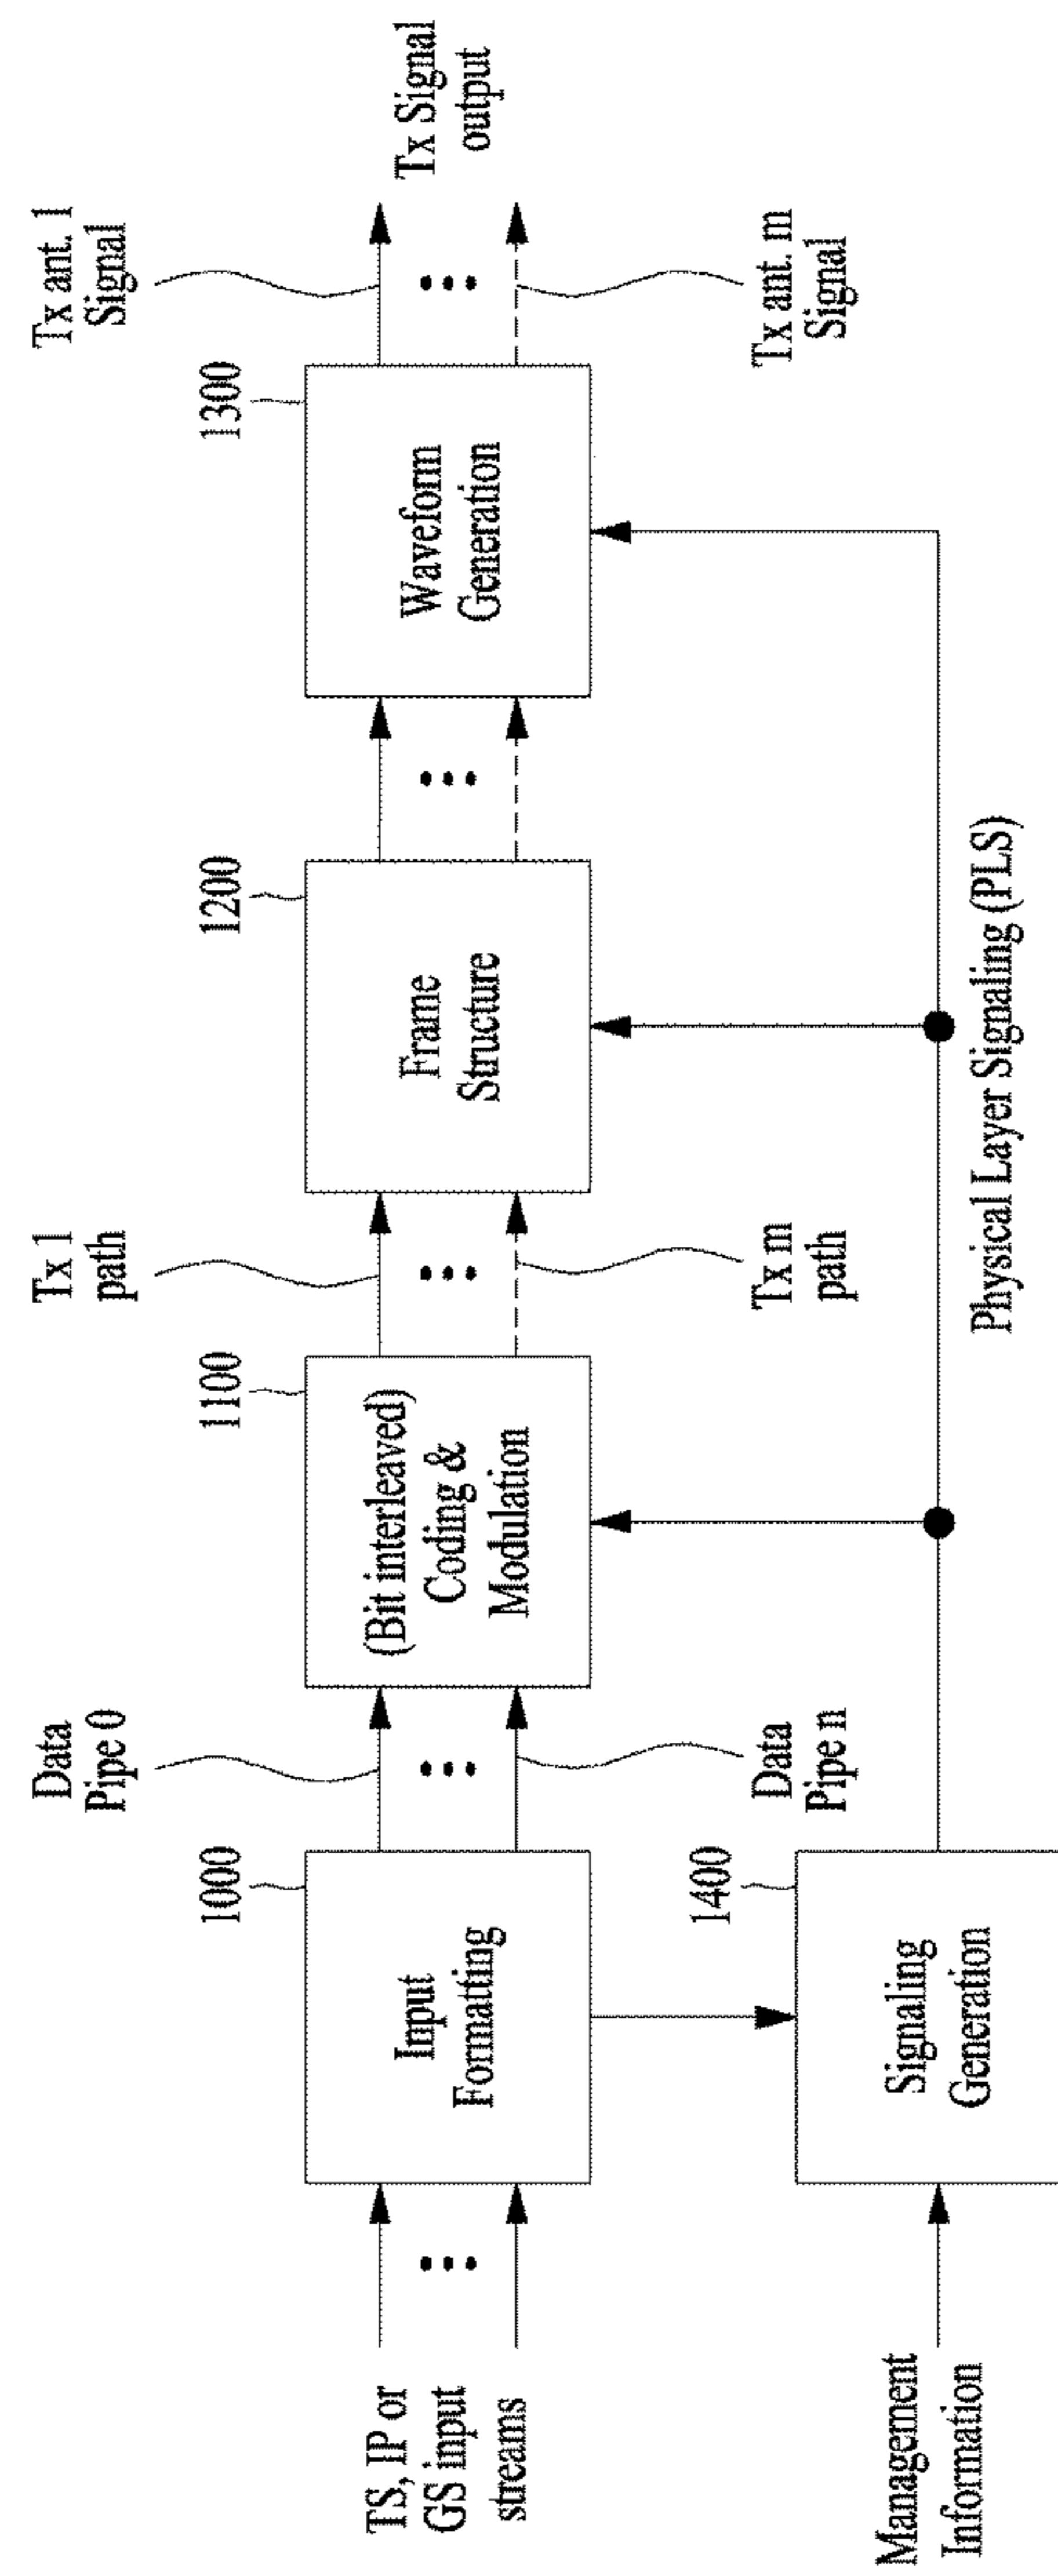 TS, IP or
GS input
streams
1000
Input
Formatting
Data
Pipe 0
Data
Pipe n
1100
(Bit interleaved)
Coding &
Modulation
Tx 1
path
Tx m
path
1200
Frame
Structure
1300
Waveform
Generation
Tx ant. 1
Signal
Tx ant. m
Signal
Tx Signal
output
Management
Information
1400
Signaling
Generation
Physical Layer Signaling (PLS)